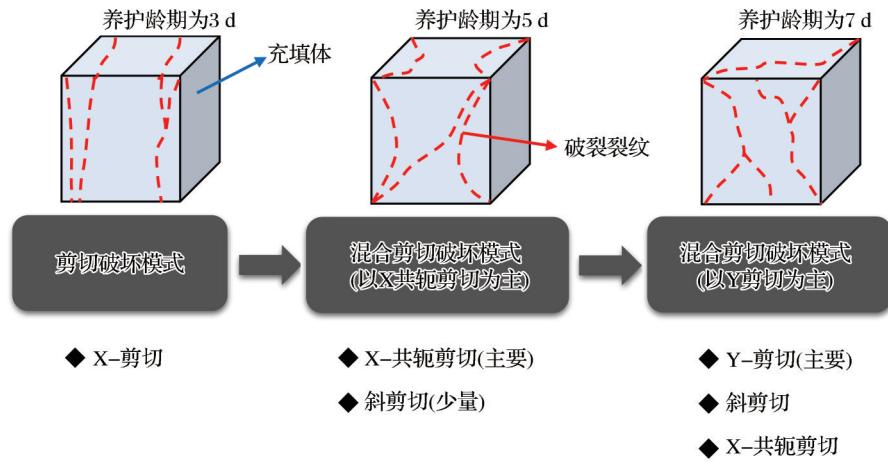 养护龄期为3 d
养护龄期为5 d
养护龄期为7 d
充填体
破裂裂纹
剪切破坏模式
混合剪切破坏模式
(以X共轭剪切为主)
混合剪切破坏模式
(以Y剪切为主)
◆ X-剪切
◆ X-共轭剪切(主要)
◆ 斜剪切(少量)
◆ Y-剪切(主要)
◆ 斜剪切
◆ X-共轭剪切